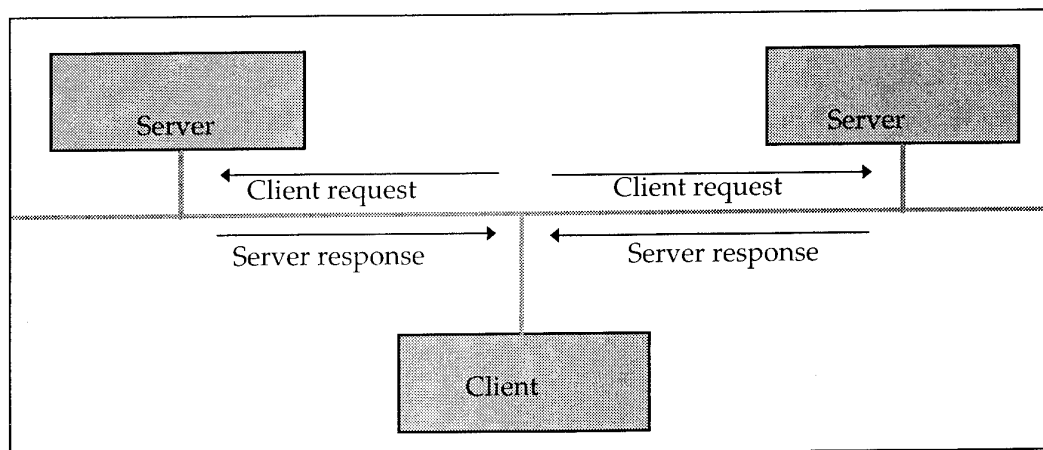 Server
Server
Client request
Client request
Server response
Server response
Client